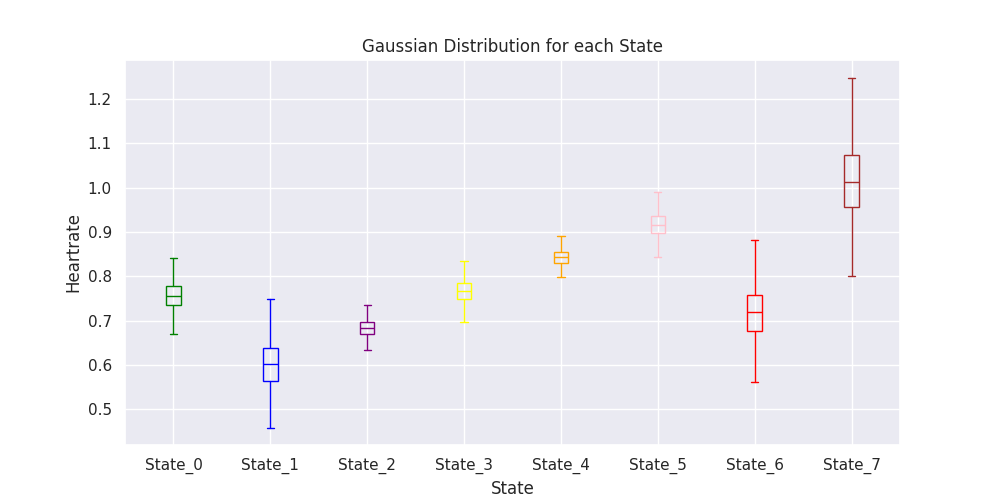 Gaussian Distribution for each State
Heartrate
1.2
1.1
1.0
0.9
0.8
0.7
0.6
0.5
State_0 State_1 State_2 State_3 State_4 State_5 State_6 State_7
State